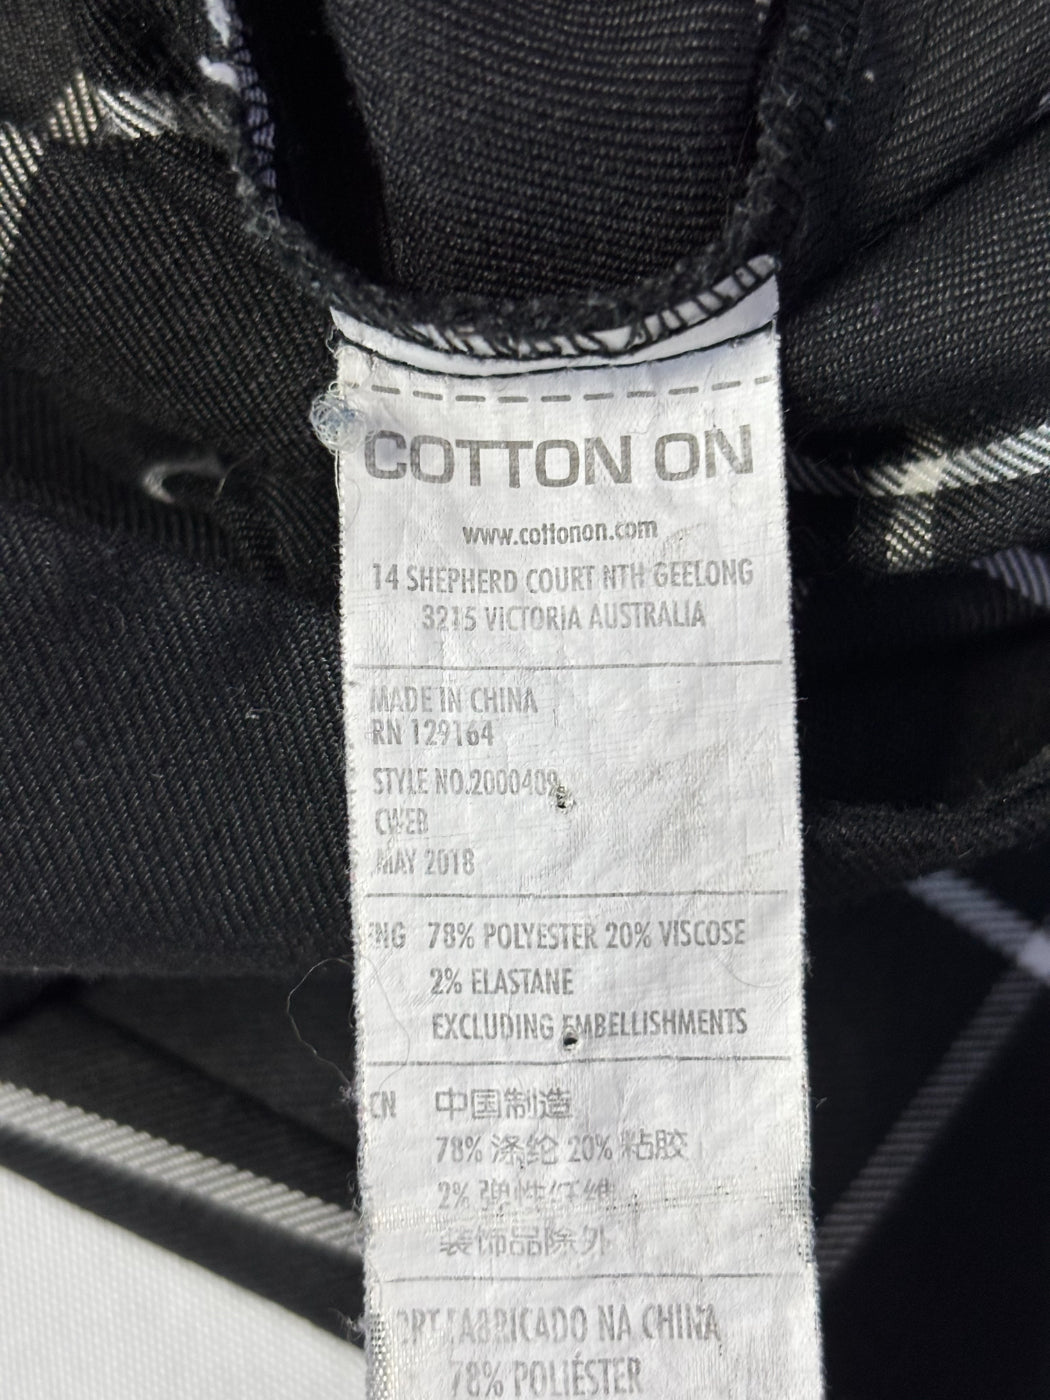 COTTON ON
www.cottonon.com
14 SHEPHERD COURT NTH GEELONG
3215 VICTORIA AUSTRALIA
MADE IN CHINA
RN 129164
STYLE NO.2000409
CWEB
MAY 2018
ENG 78% POLYESTER 20% VISCOSE
2% ELASTANE
EXCLUDING EMBELLISHMENTS
CN 中国制造
78% 涤纶 20% 粘胶
2% 弹性纤维
装饰品除外
PORT FABRICADO NA CHINA
78% POLIÉSTER